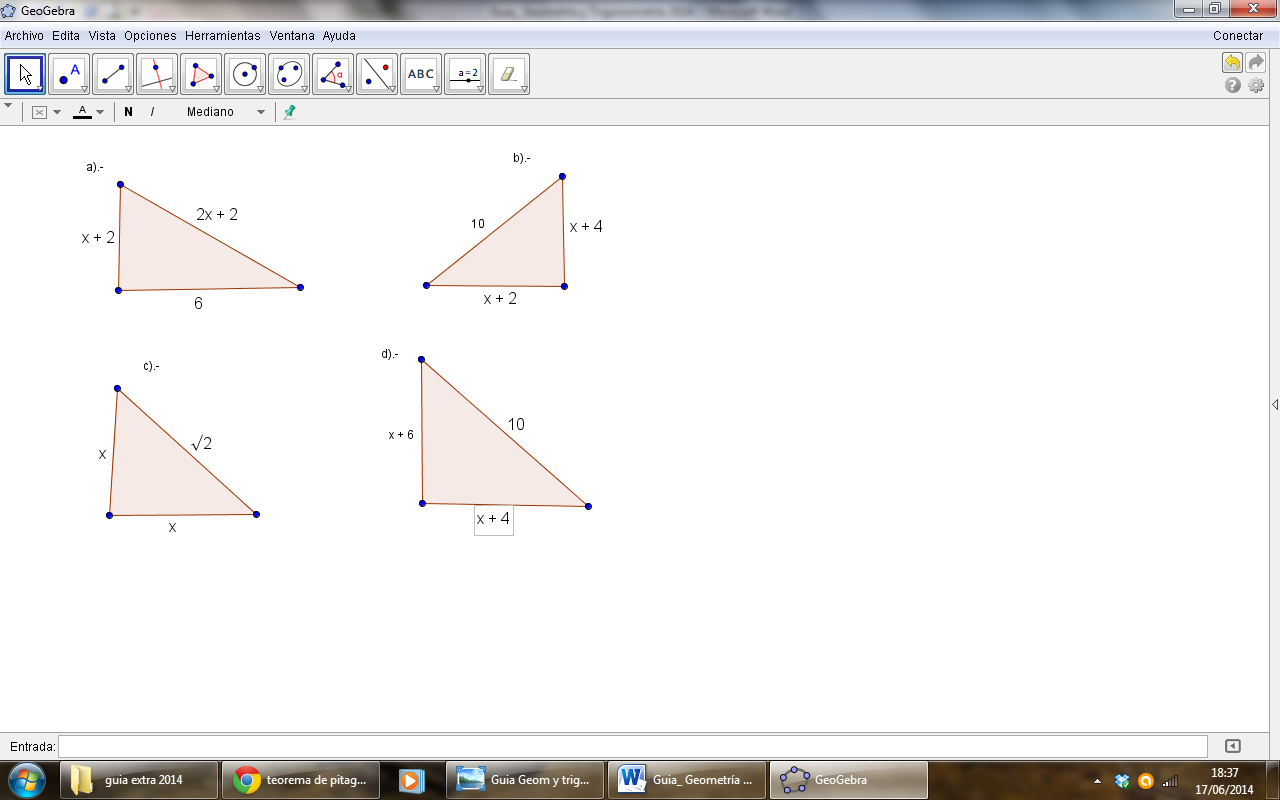 GeoGebra
Archivo Edita Vista Opciones Herramientas Ventana Ayuda Conectar
A α ABC a=2
A N I Mediano
a).-
x + 2
2x + 2
6
b).-
10
x + 4
x + 2
c).-
x
√2
x
d).-
x + 6
10
x + 4
Entrada:
guia extra 2014 teorema de pitag... Guia Geom y trig... Guia_ Geometría ... GeoGebra
18:37
17/06/2014